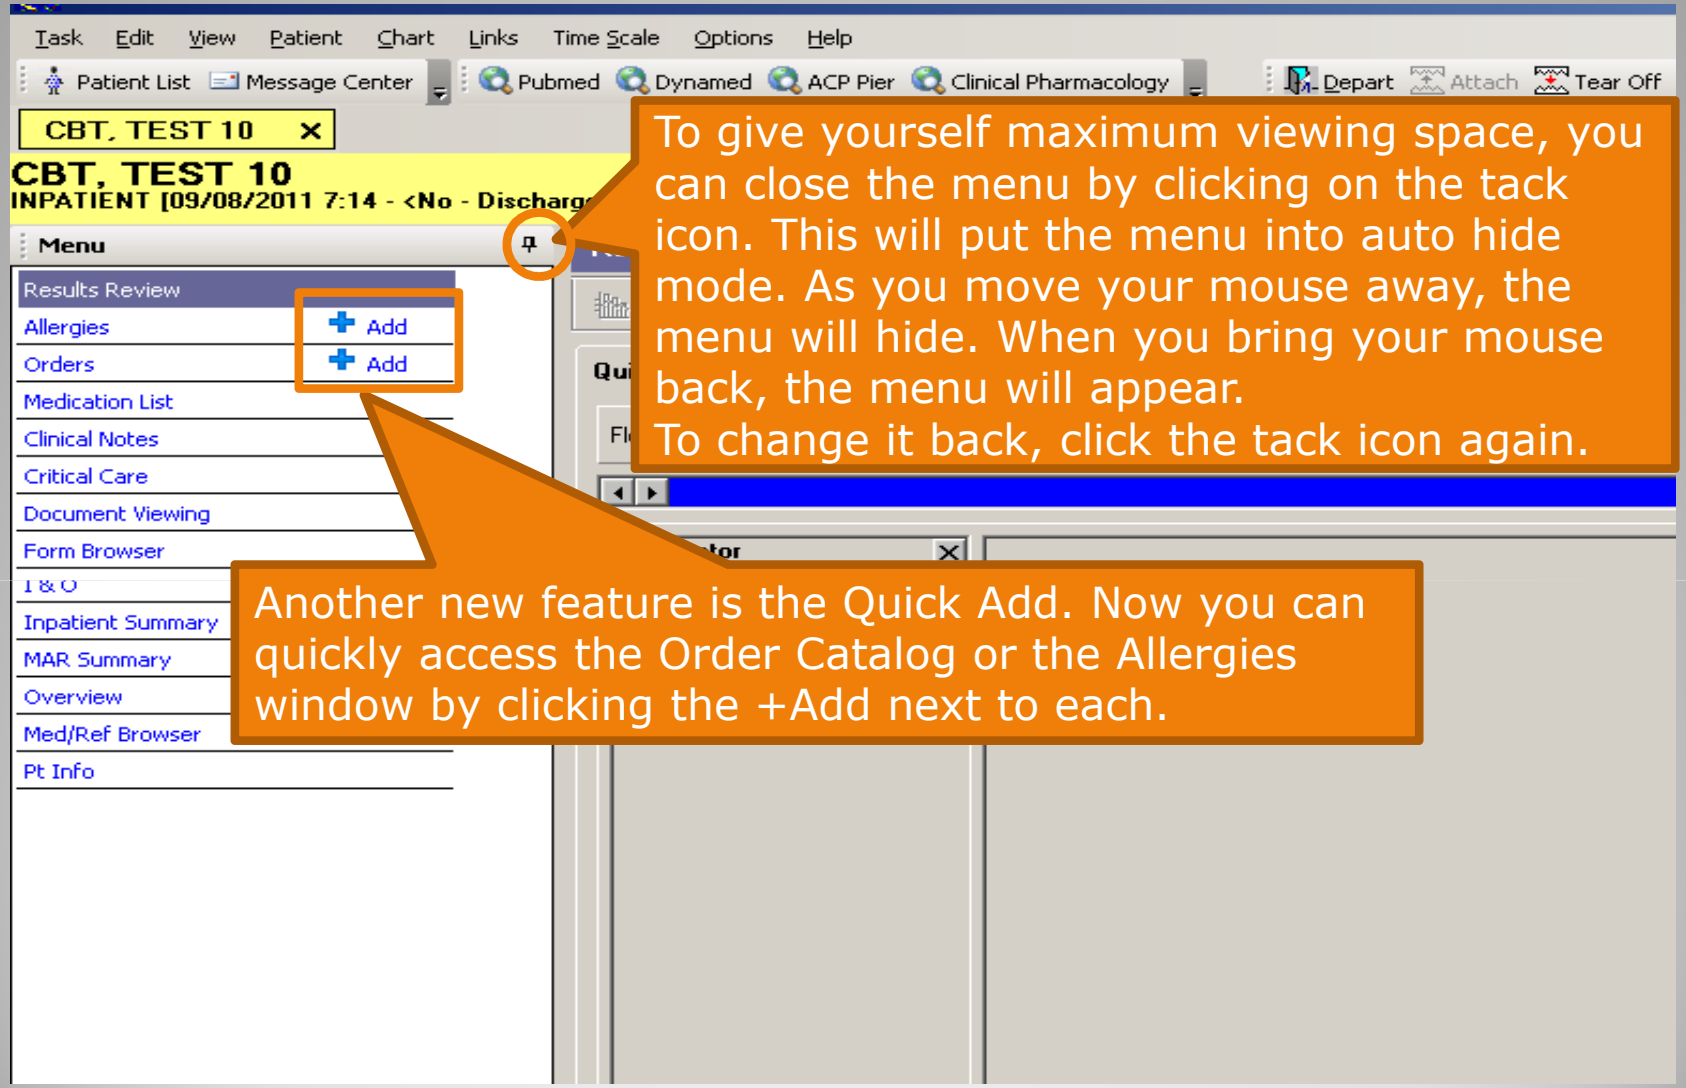 Task Edit View Patient Chart Links Time Scale Options Help
Patient List Message Center Pubmed Dynamed ACP Pier Clinical Pharmacology Depart Attach Tear Off
CBT, TEST 10
CBT, TEST 10
INPATIENT [09/08/2011 7:14 - <No - Discharg
Menu
Results Review
Allergies Add
Orders Add
Medication List
Clinical Notes
Critical Care
Document Viewing
Form Browser
I & O
Inpatient Summary
MAR Summary
Overview
Med/Ref Browser
Pt Info
To give yourself maximum viewing space, you
can close the menu by clicking on the tack
icon. This will put the menu into auto hide
mode. As you move your mouse away, the
menu will hide. When you bring your mouse
back, the menu will appear.
To change it back, click the tack icon again.
Another new feature is the Quick Add. Now you can
quickly access the Order Catalog or the Allergies
window by clicking the +Add next to each.